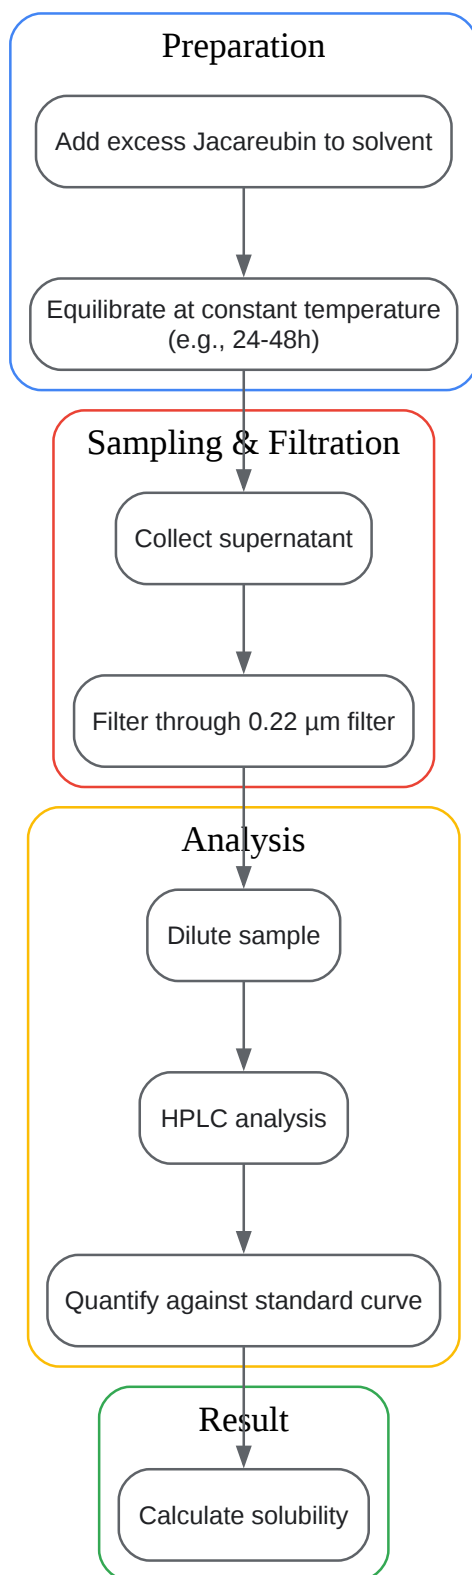 Preparation
Add excess Jacareubin to solvent
Equilibrate at constant temperature
(e.g., 24-48h)
Sampling & Filtration
Collect supernatant
Filter through 0.22 µm filter
Analysis
Dilute sample
HPLC analysis
Quantify against standard curve
Result
Calculate solubility